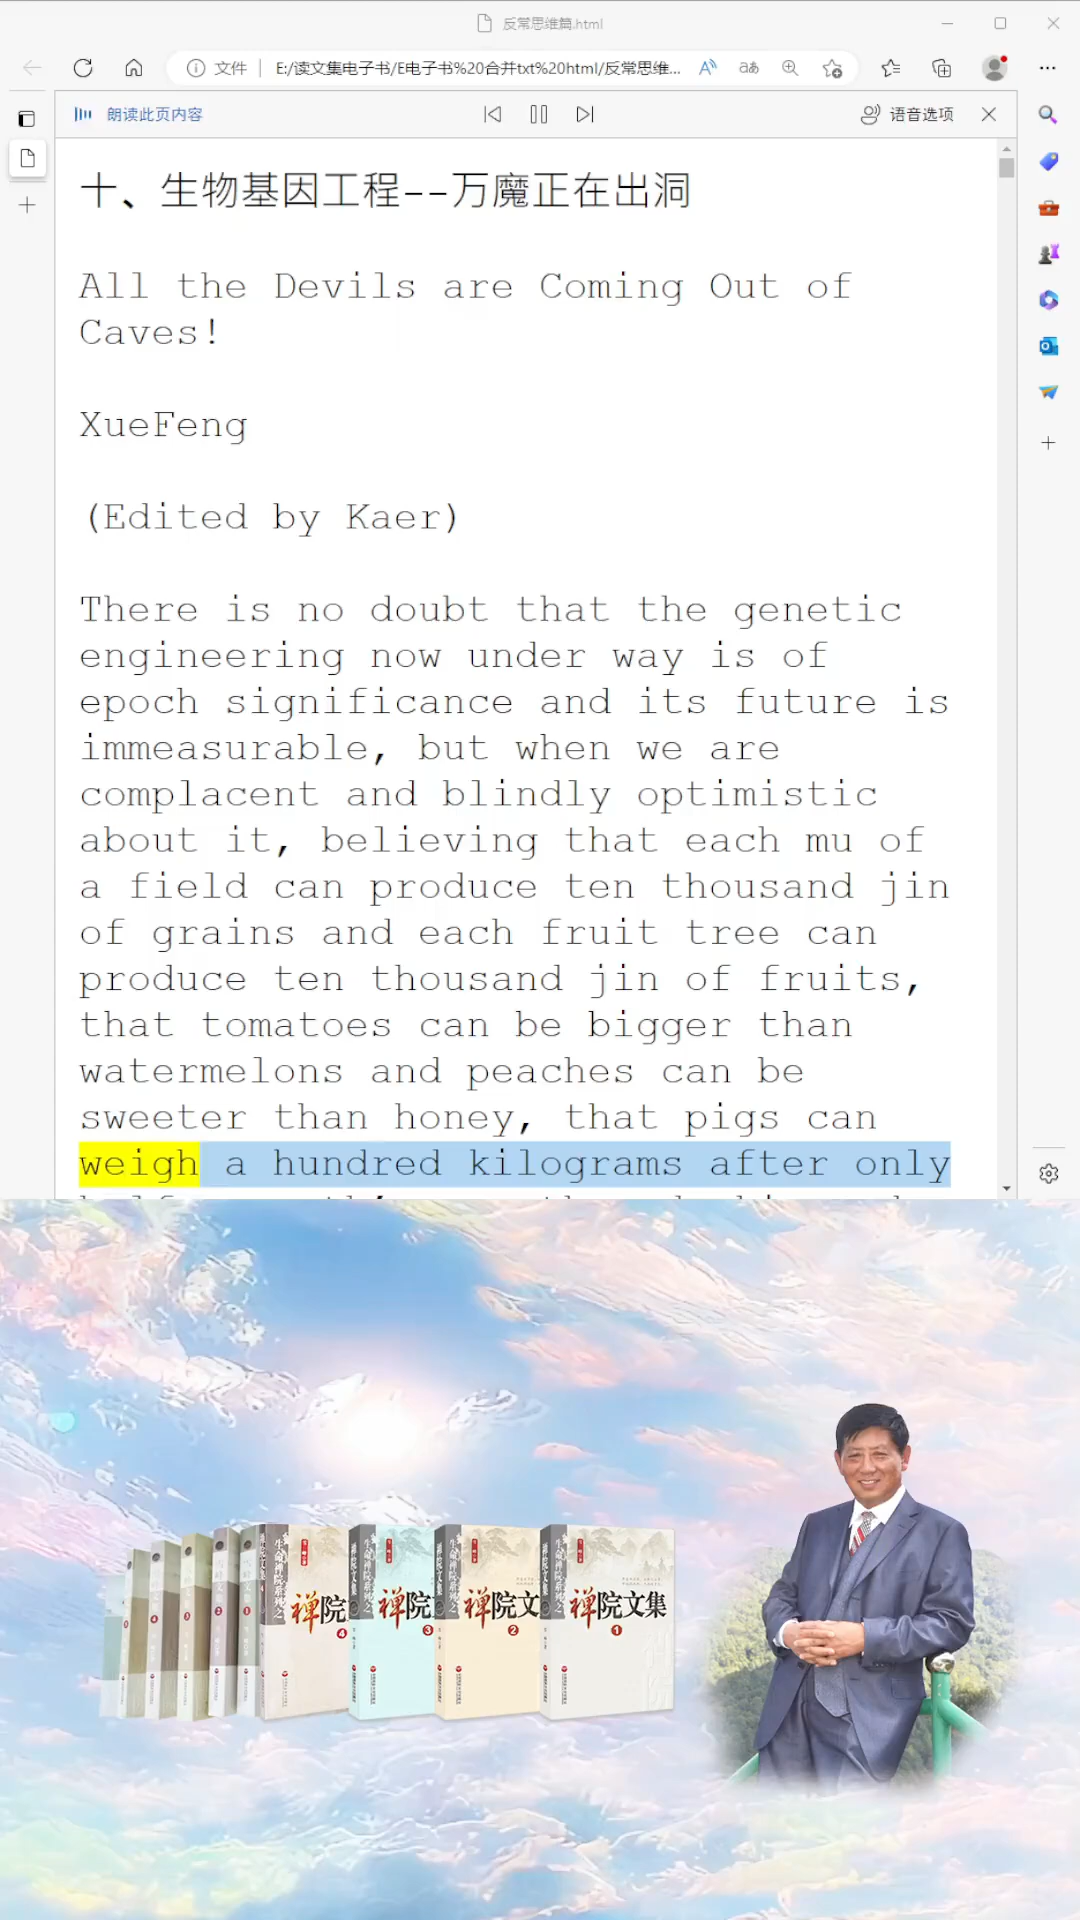 反常思维篇.html
文件
E:/读文集电子书/E电子书%20合并txt%20html/反常思维...
朗读此页内容
语音选项
十、生物基因工程--万魔正在出洞
All the Devils are Coming Out of
Caves!
XueFeng
(Edited by Kaer)
There is no doubt that the genetic
engineering now under way is of
epoch significance and its future is
immeasurable, but when we are
complacent and blindly optimistic
about it, believing that each mu of
a field can produce ten thousand jin
of grains and each fruit tree can
produce ten thousand jin of fruits,
that tomatoes can be bigger than
watermelons and peaches can be
sweeter than honey, that pigs can
weigh a hundred kilograms after only
禅院
4
禅院
3
禅院文
2
禅院文集
1